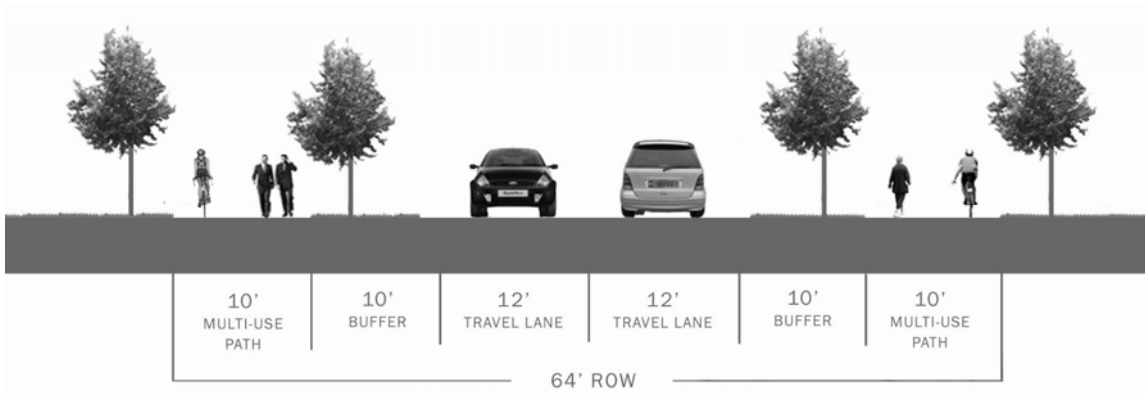 10’
MULTI-USE
PATH
10’
BUFFER
12’
TRAVEL LANE
12’
TRAVEL LANE
10’
BUFFER
10’
MULTI-USE
PATH
64’ ROW